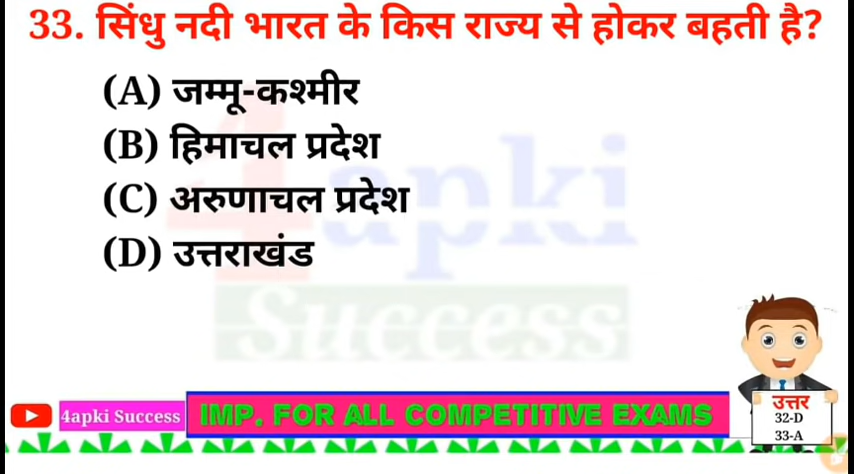 33. सिंधु नदी भारत के किस राज्य से होकर बहती है?
(A) जम्मू-कश्मीर
(B) हिमाचल प्रदेश
(C) अरुणाचल प्रदेश
(D) उत्तराखंड
4apki
Success
4apki Success
IMP. FOR ALL COMPETITIVE EXAMS
उत्तर
32-D
33-A